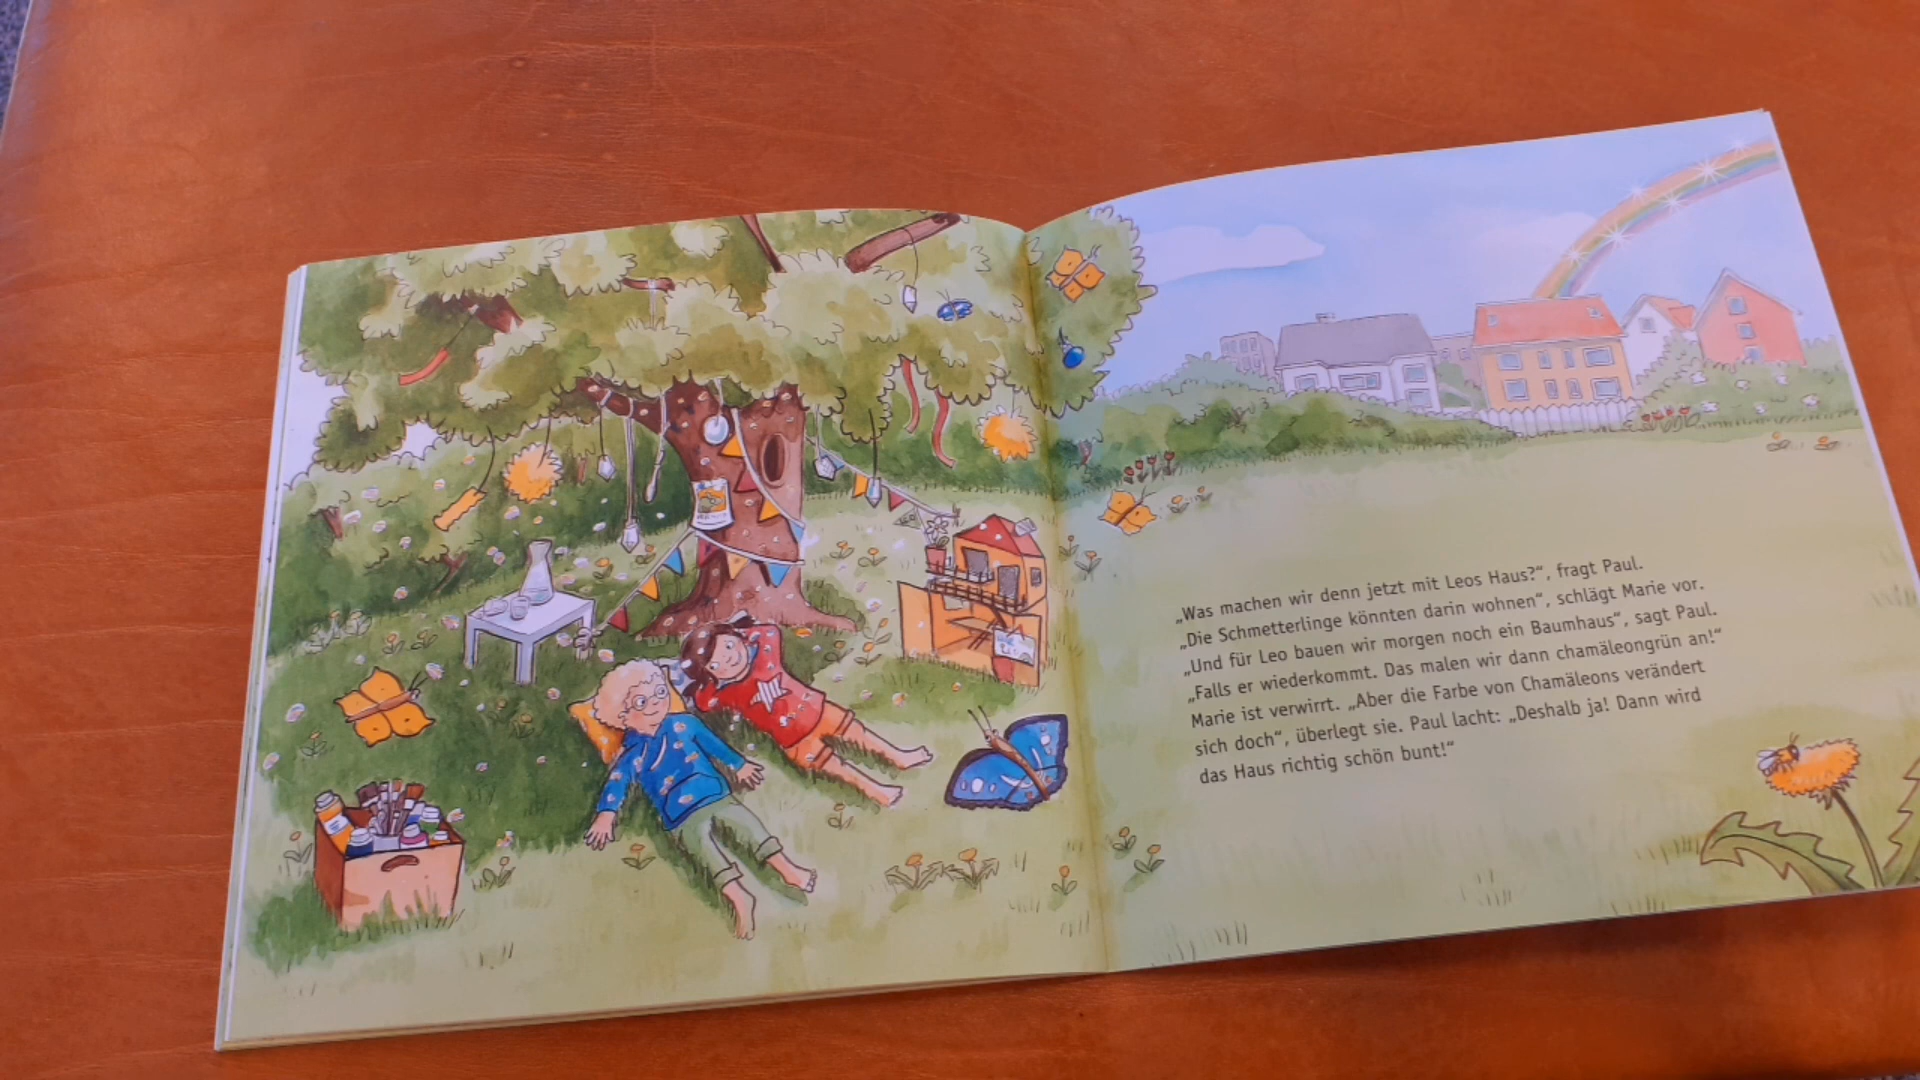 „Was machen wir denn jetzt mit Leos Haus?“, fragt Paul.
„Die Schmetterlinge könnten darin wohnen“, schlägt Marie vor.
„Und für Leo bauen wir morgen noch ein Baumhaus“, sagt Paul.
„Falls er wiederkommt. Das malen wir dann chamäleongrün an!“
Marie ist verwirrt. „Aber die Farbe von Chamäleons verändert
sich doch“, überlegt sie. Paul lacht: „Deshalb ja! Dann wird
das Haus richtig schön bunt!“
LEO